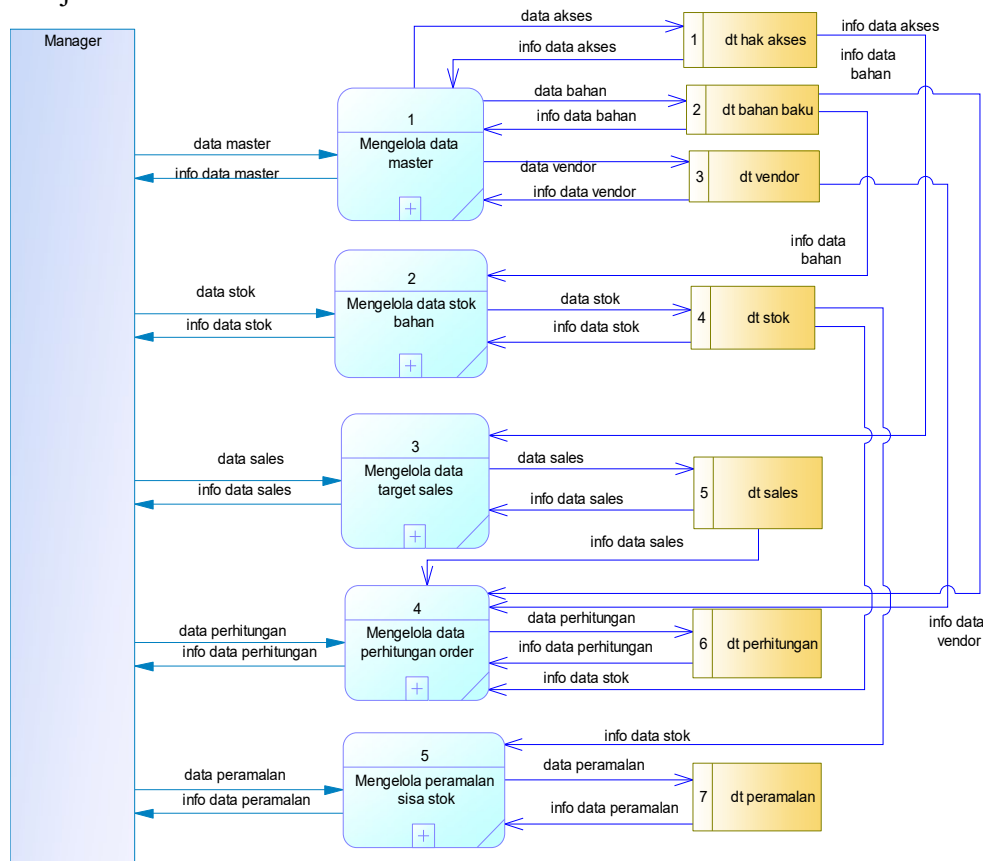 Manager
data akses
info data akses
1
dt hak akses
info data akses
info data
bahan
1
Mengelola data
master
data master
info data master
data bahan
info data bahan
2
dt bahan baku
data vendor
info data vendor
3
dt vendor
info data
bahan
2
Mengelola data stok
bahan
data stok
info data stok
data stok
info data stok
4
dt stok
3
Mengelola data
target sales
data sales
info data sales
data sales
info data sales
5
dt sales
info data sales
4
Mengelola data
perhitungan order
data perhitungan
info data perhitungan
data perhitungan
info data perhitungan
info data stok
6
dt perhitungan
info data
vendor
info data stok
5
Mengelola peramalan
sisa stok
data peramalan
info data peramalan
data peramalan
info data peramalan
7
dt peramalan